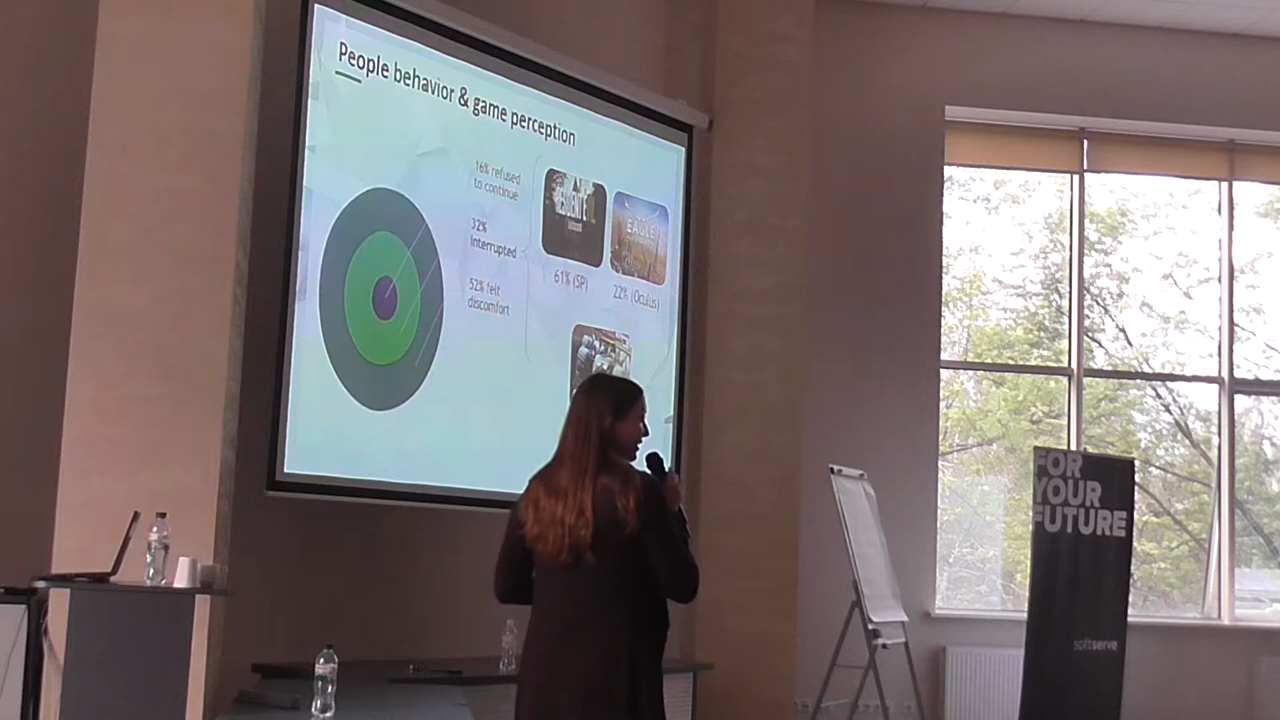 People behavior & game perception
16% refused
to continue
32%
interrupted
52% felt
discomfort
EAGLE
61% (SP)
22% (Oculus)
FOR
YOUR
FUTURE
softserve